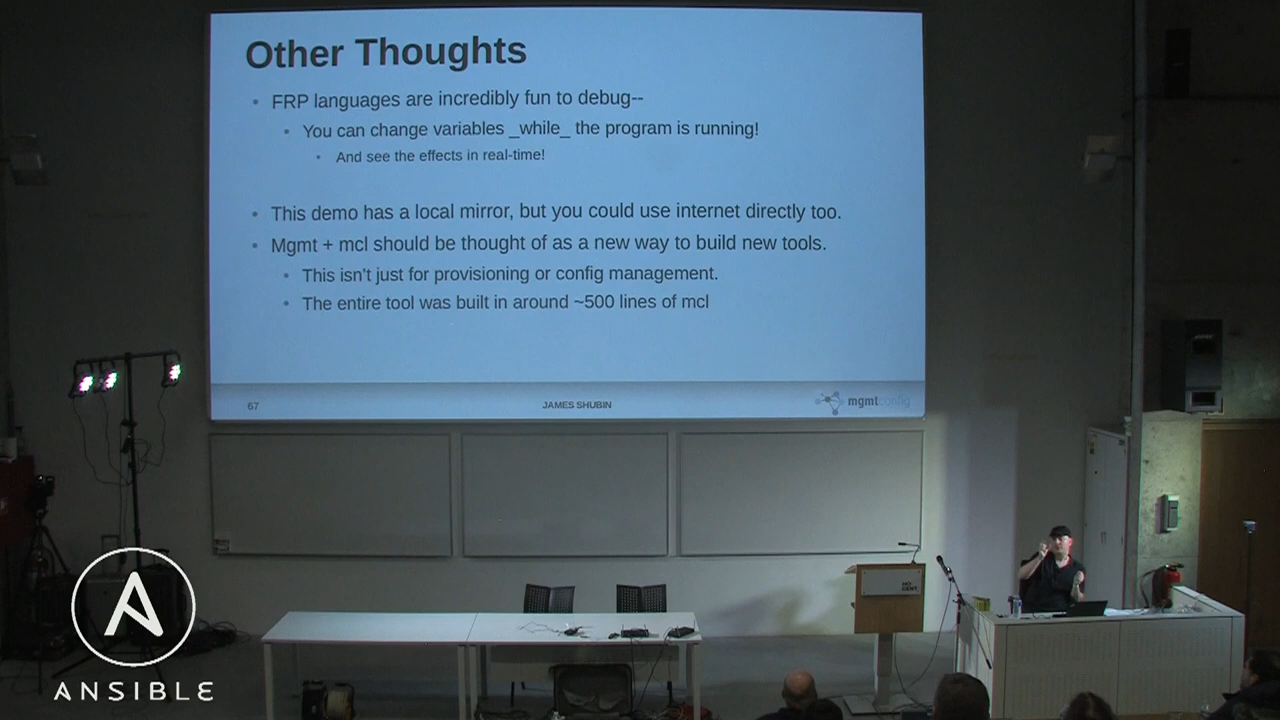 Other Thoughts
FRP languages are incredibly fun to debug--
You can change variables _while_ the program is running!
And see the effects in real-time!
This demo has a local mirror, but you could use internet directly too.
Mgmt + mcl should be thought of as a new way to build new tools.
This isn't just for provisioning or config management.
The entire tool was built in around ~500 lines of mcl
67
JAMES SHUBIN
mgmtconfig
ANSIBLE